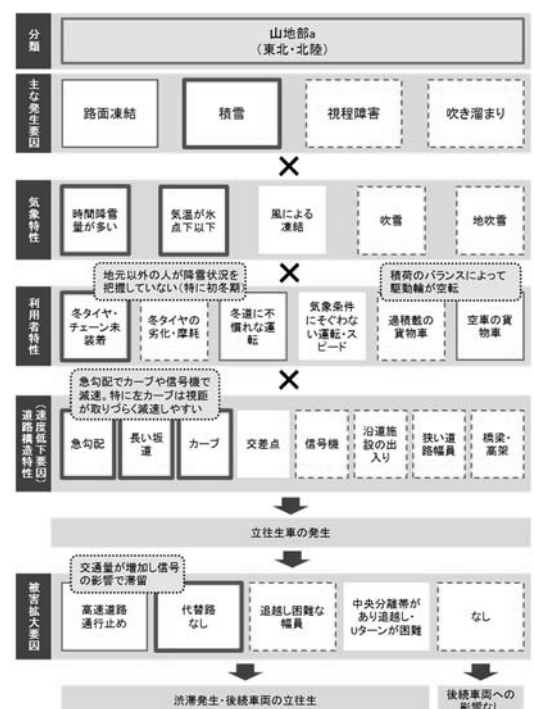 分類
山地部a
(東北・北陸)
主な発生要因
路面凍結
積雪
視程障害
吹き溜まり
×
気象特性
時間降雪
量が多い
気温が氷
点下以下
風による
凍結
吹雪
地吹雪
×
地元以外の人が降雪状況を
把握していない(特に初冬期)
積荷のバランスによって
駆動輪が空転
利用者特性
冬タイヤ・
チェーン未
装着
冬タイヤの
劣化・摩耗
冬道に不
慣れな運
転
気象条件
にそぐわな
い運転・ス
ピード
過積載の
貨物車
空車の貨
物車
×
急勾配でカーブや信号機で
減速。特に左カーブは視距
が取りづらく減速しやすい
道路構造特性
(速度低下要因)
急勾配
長い坂
道
カーブ
交差点
信号機
沿道施
設の出
入り
狭い道
路幅員
橋梁・
高架
立往生車の発生
交通量が増加し信号
の影響で滞留
被害拡大要因
高速道路
通行止め
代替路
なし
追越し困難な
幅員
中央分離帯が
あり追越し・
Uターンが困難
なし
渋滞発生・後続車両の立往生
後続車両への
影響なし